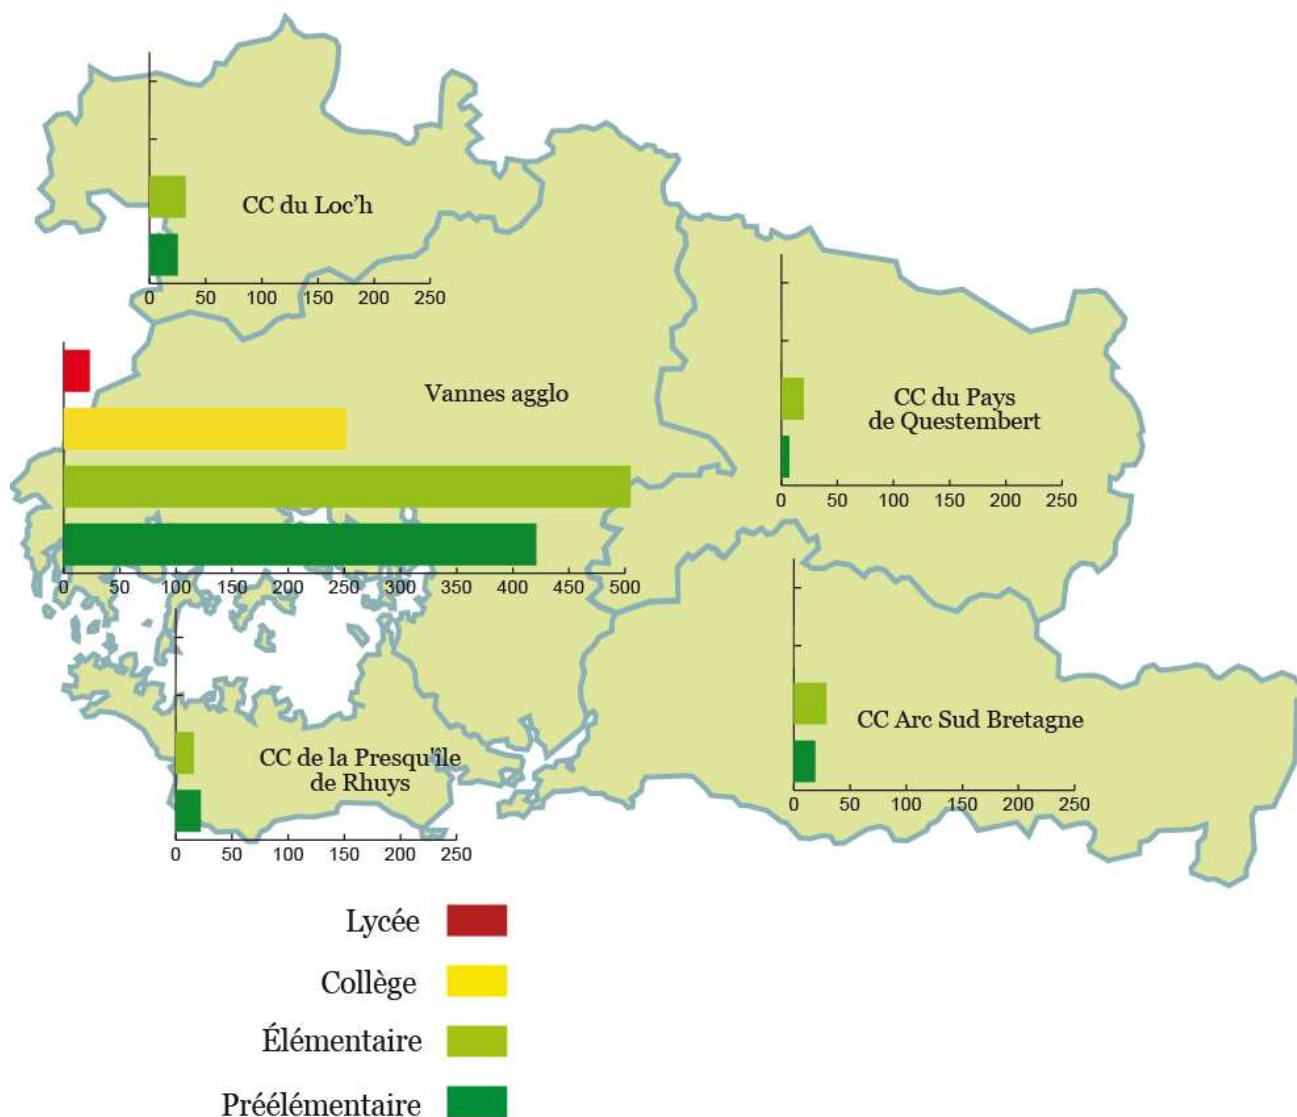 CC du Loc’h
0 50 100 150 200 250
Vannes agglo
0 50 100 150 200 250 300 350 400 450 500
CC du Pays
de Questembert
0 50 100 150 200 250
CC Arc Sud Bretagne
0 50 100 150 200 250
CC de la Presqu'île
de Rhuys
0 50 100 150 200 250
Lycée
Collège
Élémentaire
Préélémentaire